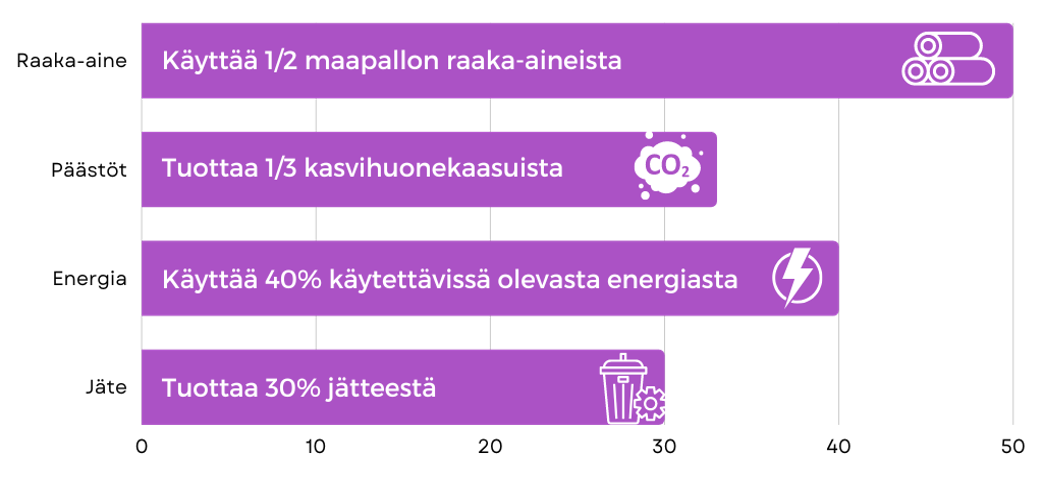 Raaka-aine
Käyttää 1/2 maapallon raaka-aineista
Päästöt
Tuottaa 1/3 kasvihuonekaasuista
CO₂
Energia
Käyttää 40% käytettävissä olevasta energiasta
Jäte
Tuottaa 30% jätteestä
0 10 20 30 40 50